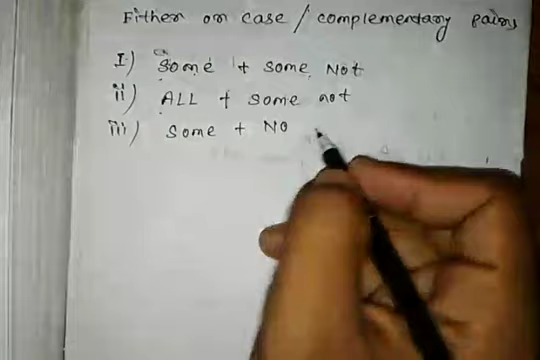 Either or case / complementary pairs
I) Some + some Not
ii) ALL + some not
iii) Some + NO